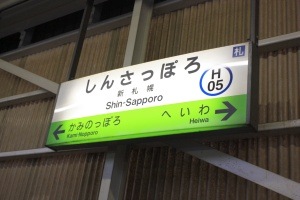 札
しんさっぽろ
新札幌
Shin-Sapporo
H
05
かみのっぽろ
Kami-Nopporo
へいわ
Heiwa